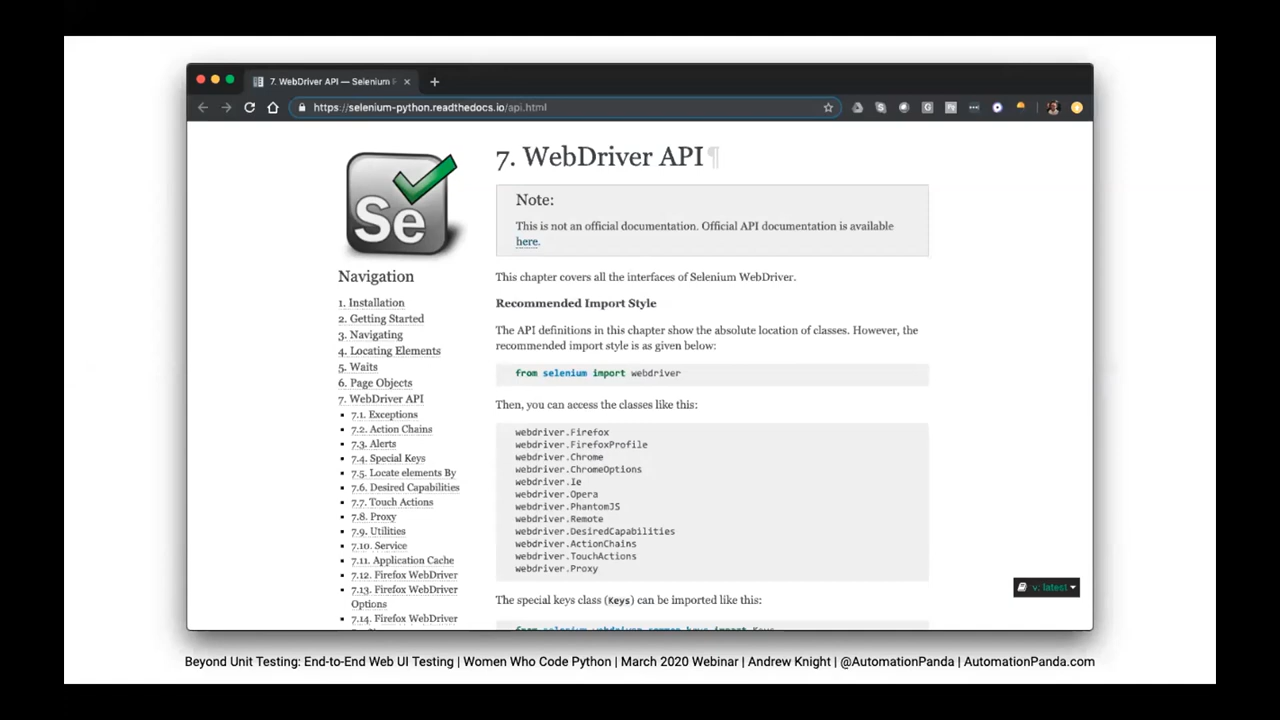 7. WebDriver API — Selenium P
https://selenium-python.readthedocs.io/api.html
Se
Navigation
1. Installation
2. Getting Started
3. Navigating
4. Locating Elements
5. Waits
6. Page Objects
7. WebDriver API
7.1. Exceptions
7.2. Action Chains
7.3. Alerts
7.4. Special Keys
7.5. Locate elements By
7.6. Desired Capabilities
7.7. Touch Actions
7.8. Proxy
7.9. Utilities
7.10. Service
7.11. Application Cache
7.12. Firefox WebDriver
7.13. Firefox WebDriver
Options
7.14. Firefox WebDriver
7. WebDriver API¶
Note:
This is not an official documentation. Official API documentation is available
here.
This chapter covers all the interfaces of Selenium WebDriver.
Recommended Import Style
The API definitions in this chapter show the absolute location of classes. However, the
recommended import style is as given below:
from selenium import webdriver
Then, you can access the classes like this:
webdriver.Firefox
webdriver.FirefoxProfile
webdriver.Chrome
webdriver.ChromeOptions
webdriver.Ie
webdriver.Opera
webdriver.PhantomJS
webdriver.Remote
webdriver.DesiredCapabilities
webdriver.ActionChains
webdriver.TouchActions
webdriver.Proxy
The special keys class (Keys) can be imported like this:
from selenium.webdriver.common.keys import Keys
v: latest
Beyond Unit Testing: End-to-End Web UI Testing | Women Who Code Python | March 2020 Webinar | Andrew Knight | @AutomationPanda | AutomationPanda.com